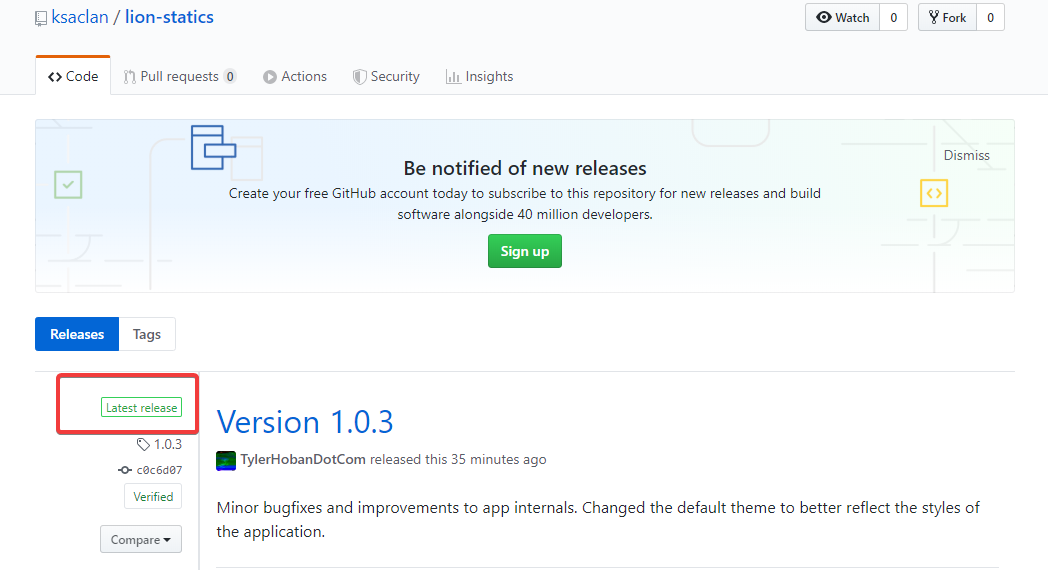 ksaclan / lion-statics
Watch 0 Fork 0
Code Pull requests 0 Actions Security Insights
Dismiss
Be notified of new releases
Create your free GitHub account today to subscribe to this repository for new releases and build
software alongside 40 million developers.
Sign up
Releases Tags
Latest release
1.0.3
c0c6d07
Verified
Compare
Version 1.0.3
TylerHobanDotCom released this 35 minutes ago
Minor bugfixes and improvements to app internals. Changed the default theme to better reflect the styles of
the application.